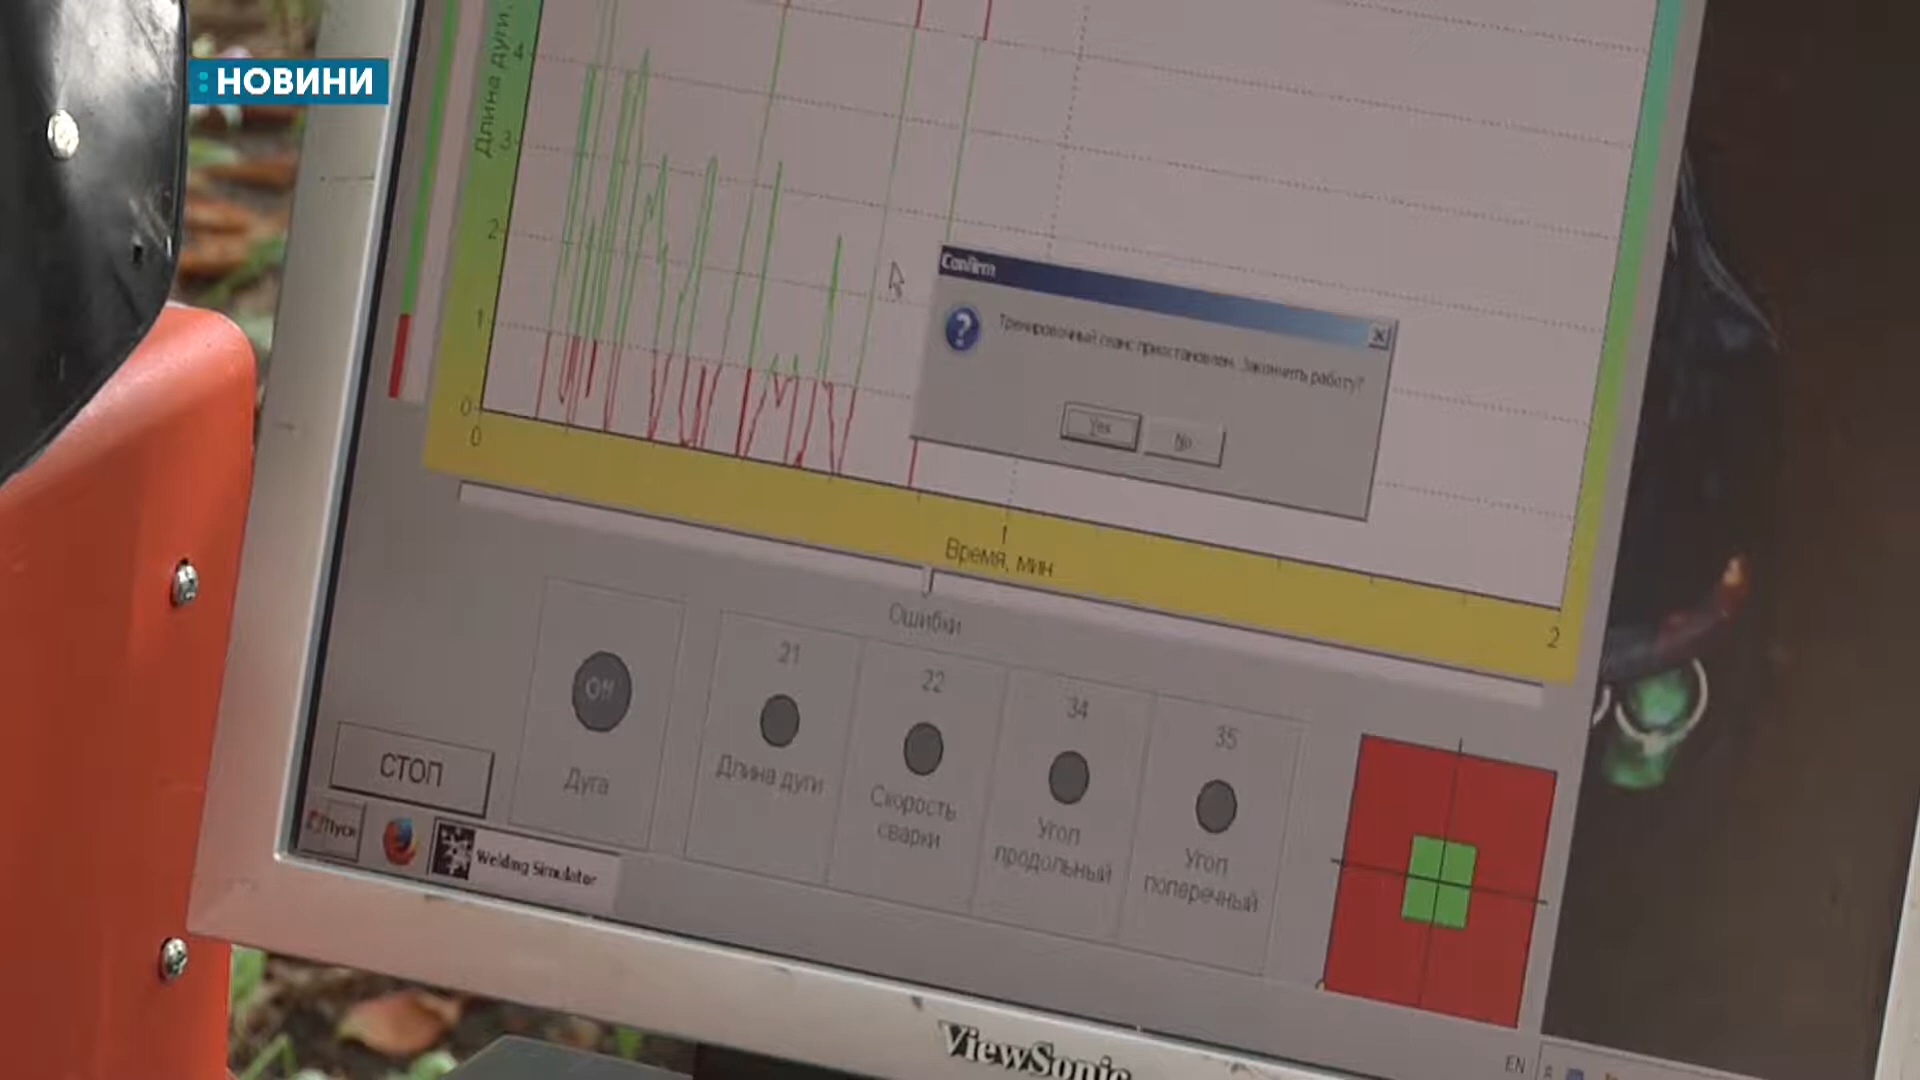 НОВИНИ
Длина дуги,
4
3
2
1
0
0
1
2
Confirm
Тренировочный сеанс приостановлен. Закончить работу?
Yes
No
Время, мин
Ошибки
21
22
34
35
Off
Дуга
Длина дуги
Скорость
сварки
Угол
продольный
Угол
поперечный
СТОП
Пуск
Welding Simulator
EN
ViewSonic